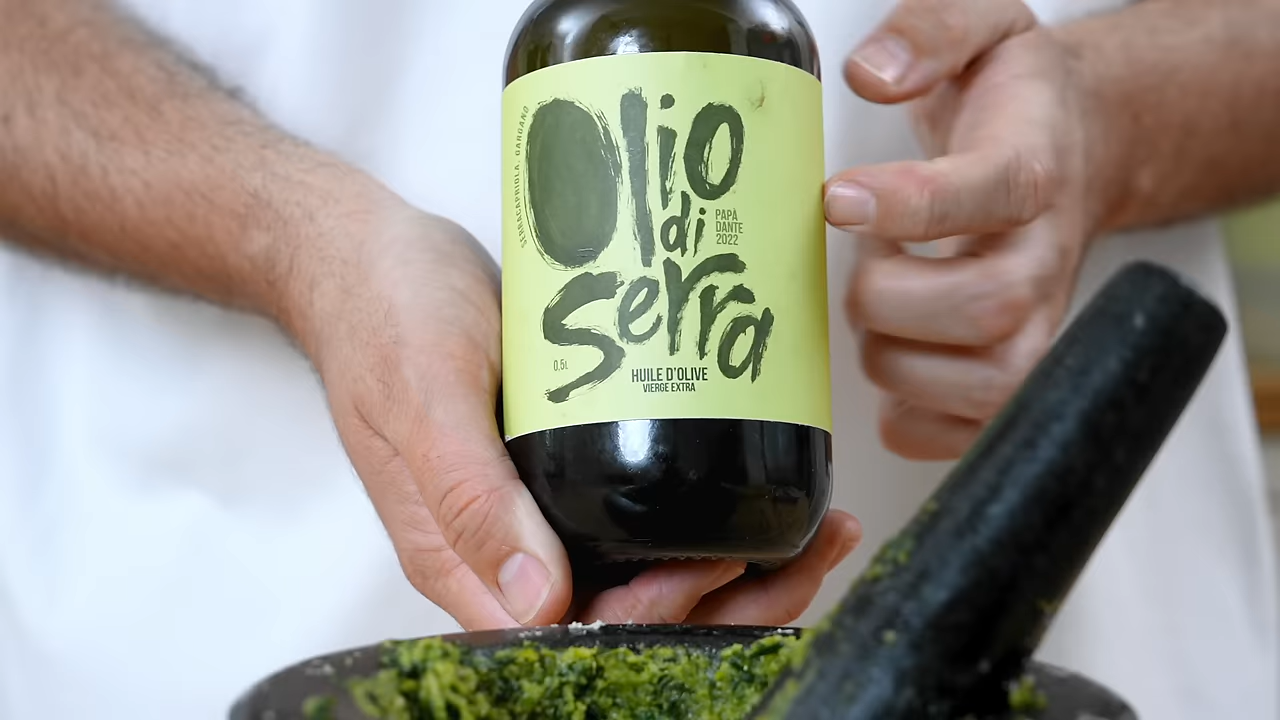 SERRACAPRIOLA, GARGANO
Olio
di
PAPÀ
DANTE
2022
Serra
0,5L
HUILE D'OLIVE
VIERGE EXTRA